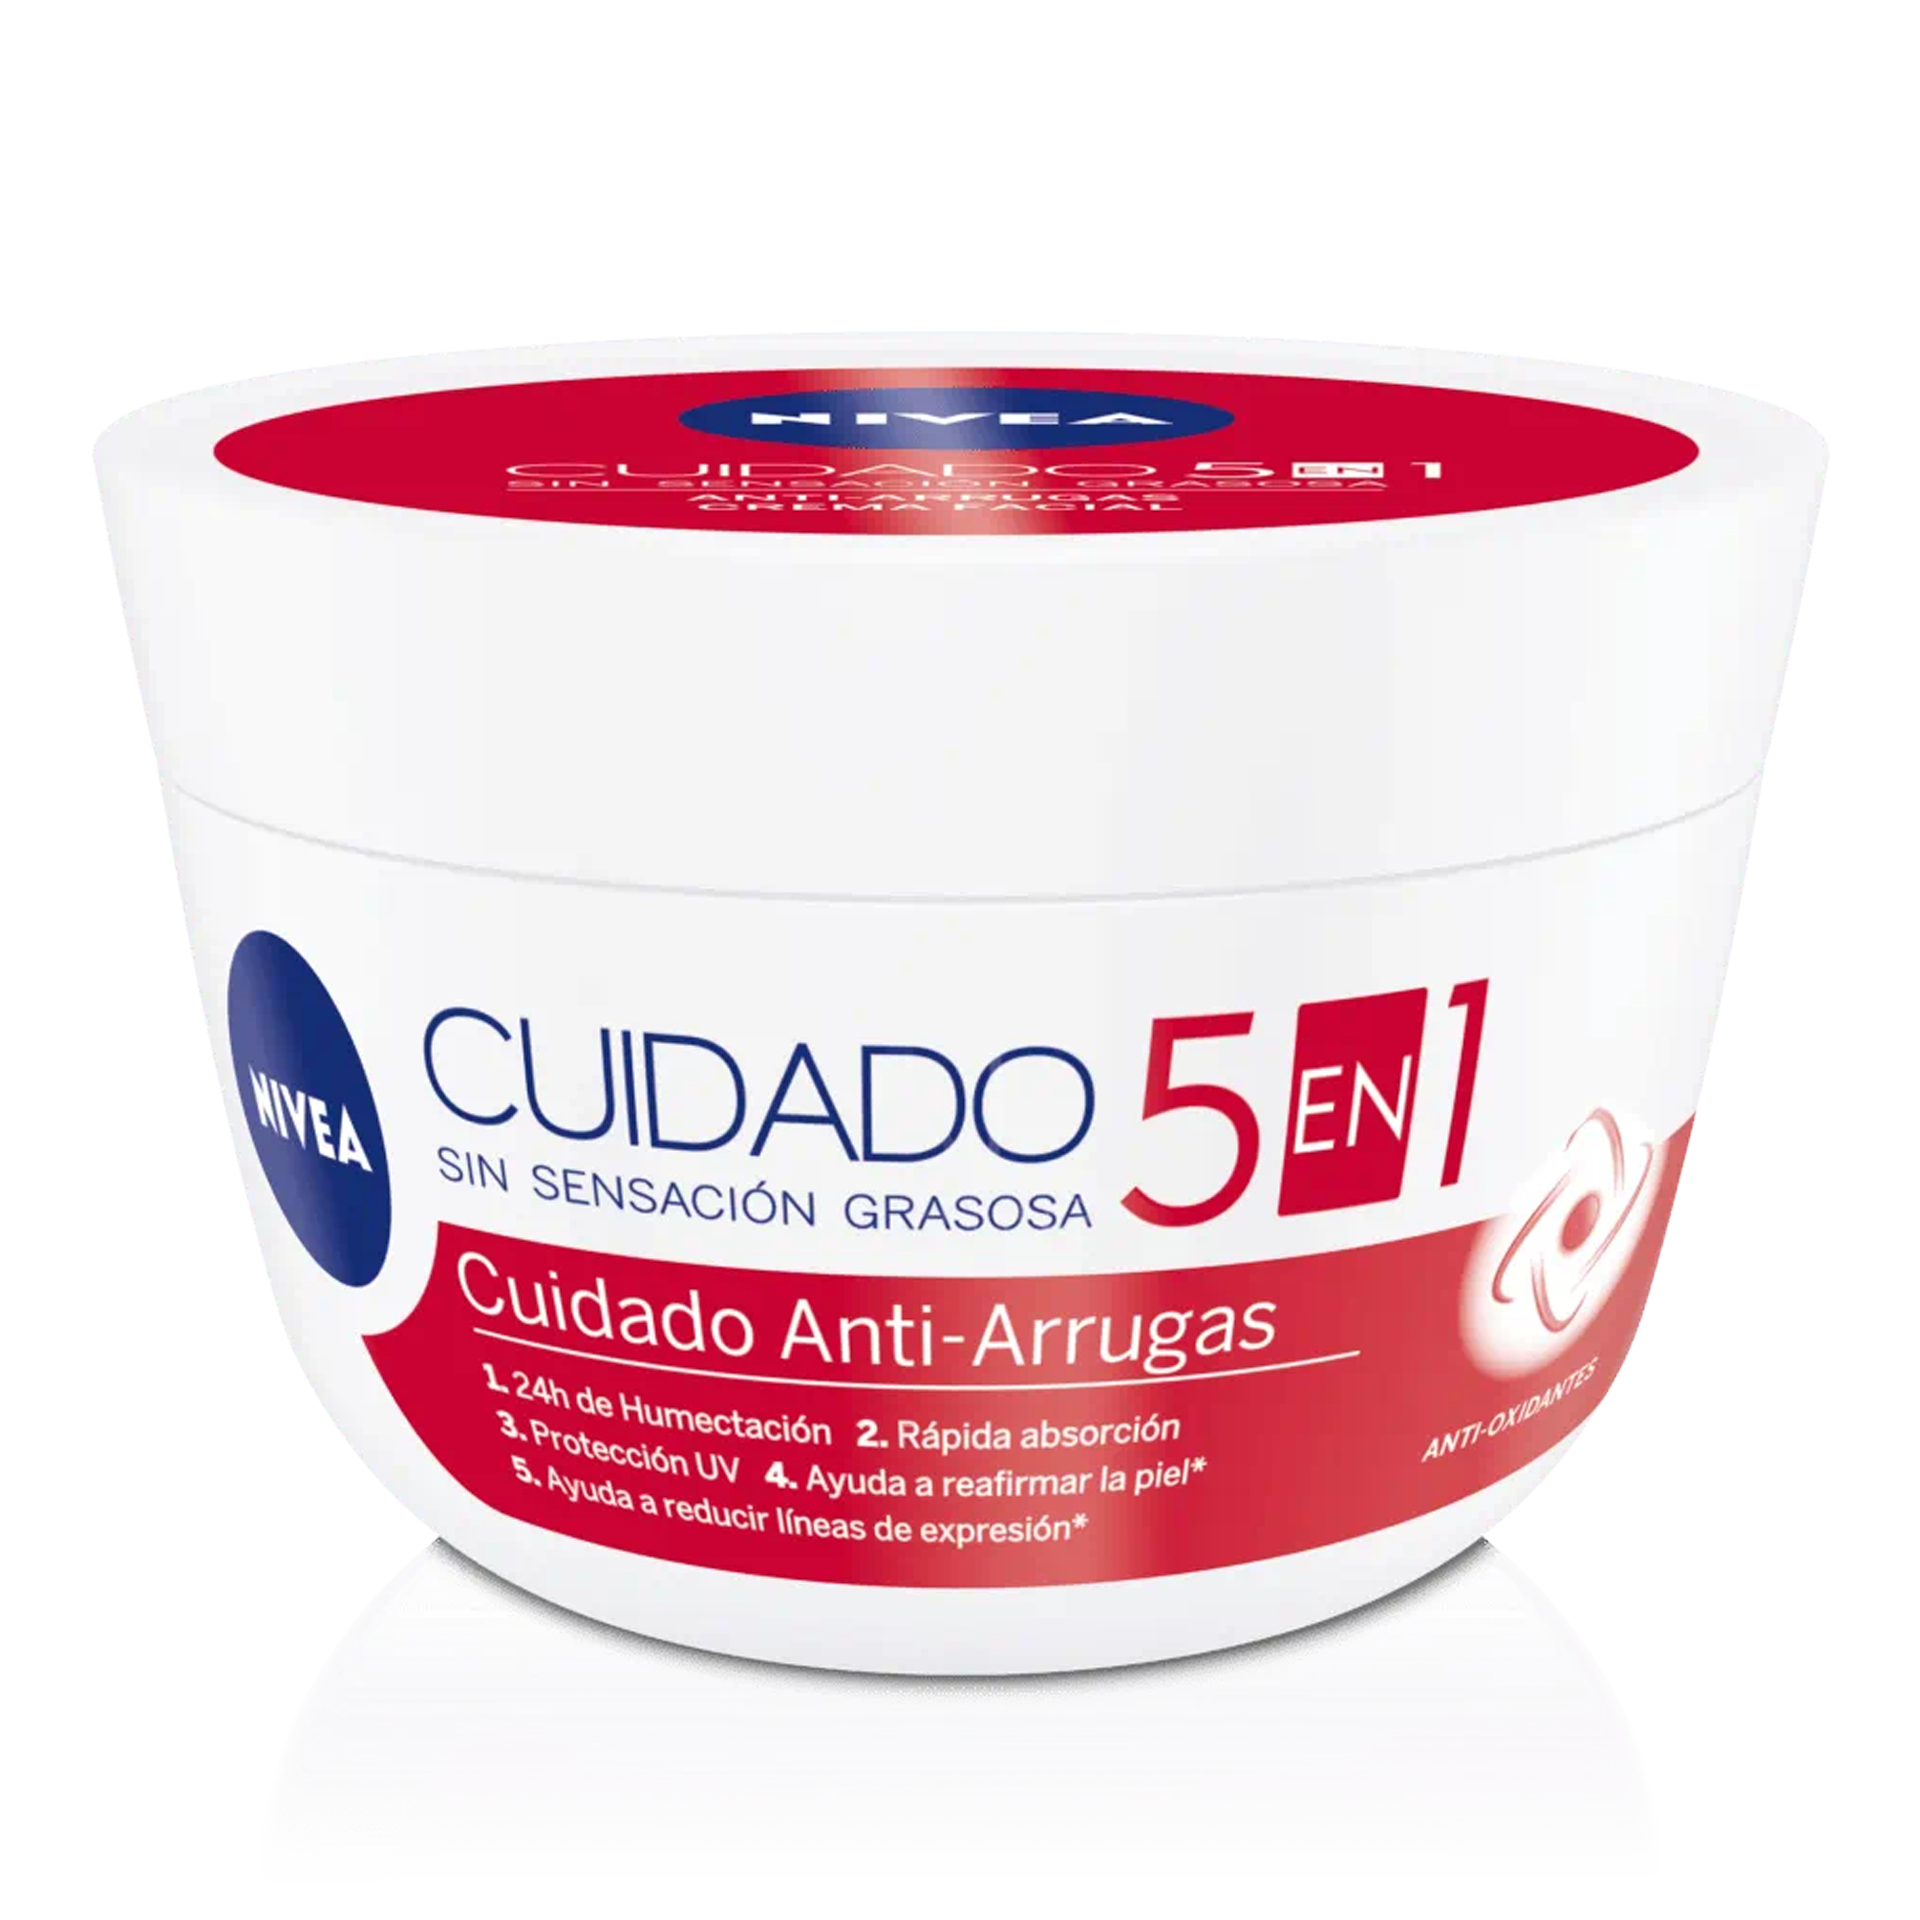 NIVEA
CUIDADO 5 EN 1
SIN SENSACIÓN GRASOSA
ANTI-ARRUGAS
CREMA FACIAL
NIVEA
CUIDADO 5 EN 1
SIN SENSACIÓN GRASOSA
Cuidado Anti-Arrugas
1. 24h de Humectación 2. Rápida absorción
3. Protección UV 4. Ayuda a reafirmar la piel*
5. Ayuda a reducir líneas de expresión*
ANTI-OXIDANTES